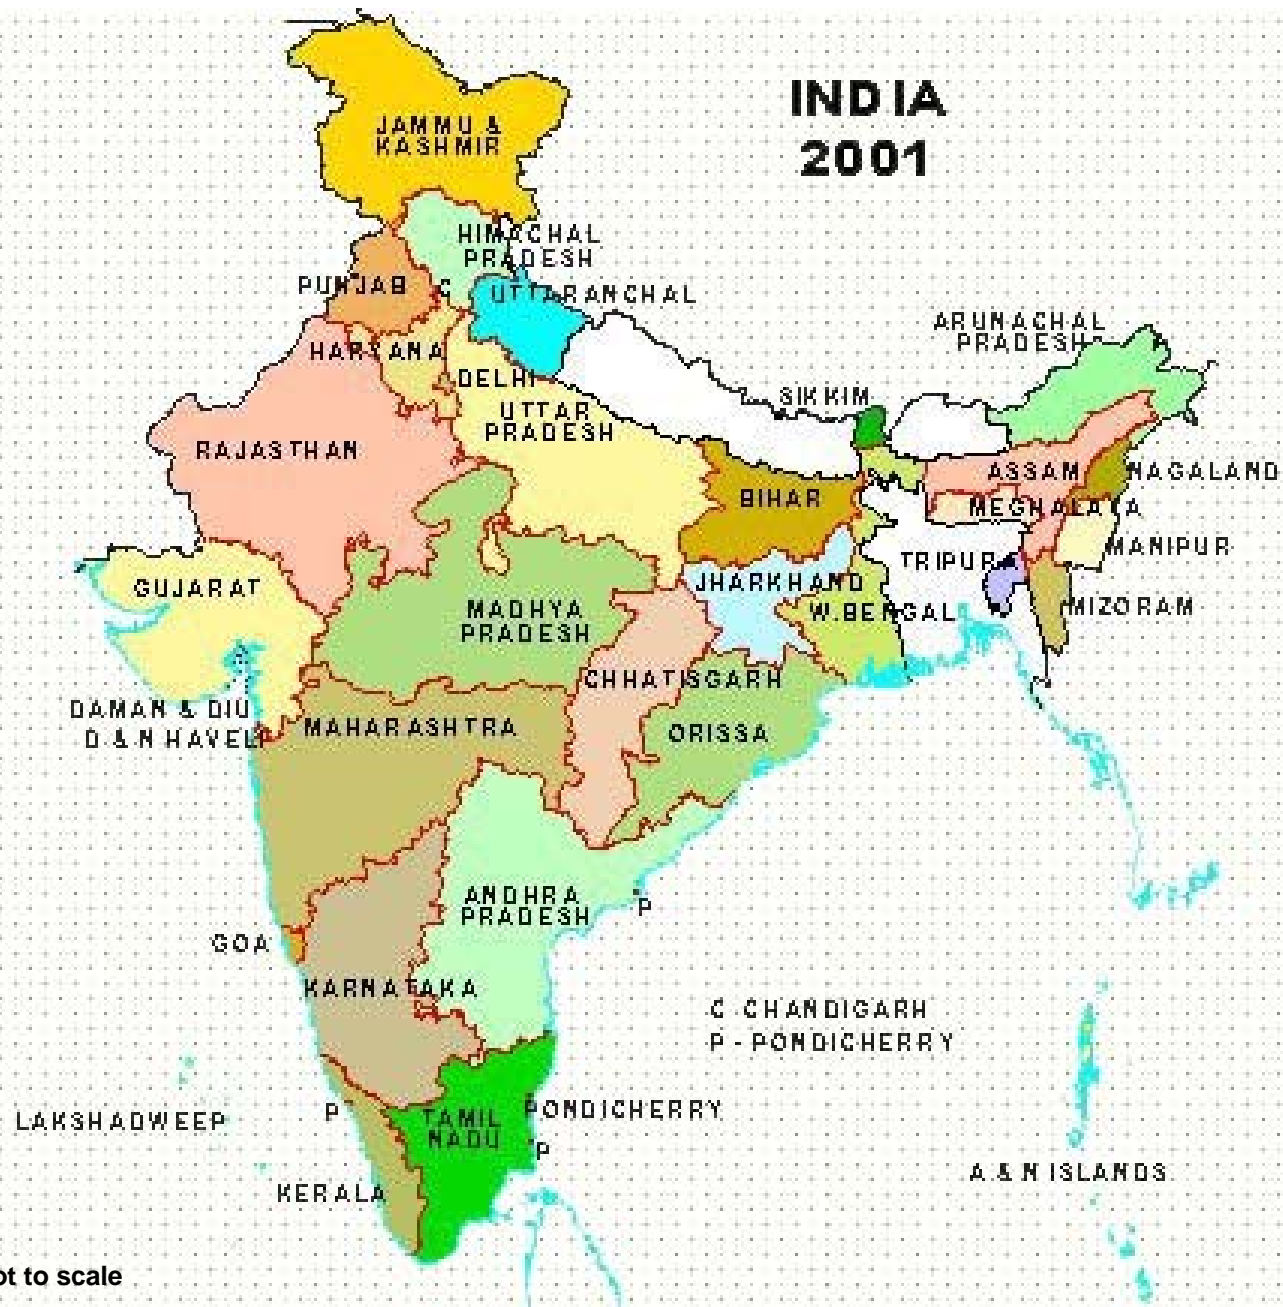 INDIA
2001
JAMMU &
KASHMIR
HIMACHAL
PRADESH
PUNJAB
C
UTTARANCHAL
ARUNACHAL
PRADESH
HARYANA
DELHI
SIKKIM
UTTAR
PRADESH
RAJASTHAN
ASSAM
NAGALAND
BIHAR
MEGHALAYA
MANIPUR
TRIPURA
GUJARAT
JHARKHAND
MADHYA
PRADESH
W.BENGAL
MIZORAM
CHHATISGARH
DAMAN & DIU
D & N HAVELI
MAHARASHTRA
ORISSA
ANDHRA
PRADESH
P
GOA
KARNATAKA
C-CHANDIGARH
P - PONDICHERRY
LAKSHADWEEP
P
TAMIL
NADU
PONDICHERRY
P
A & N ISLANDS
KERALA
ot to scale